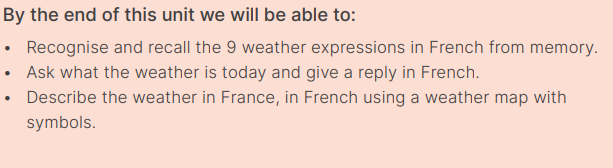 By the end of this unit we will be able to:
• Recognise and recall the 9 weather expressions in French from memory.
• Ask what the weather is today and give a reply in French.
• Describe the weather in France, in French using a weather map with
symbols.